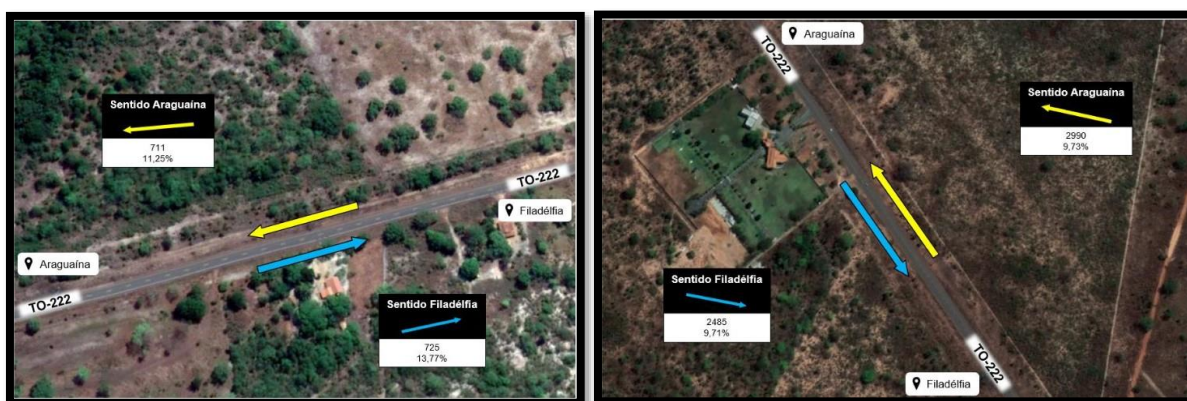 Sentido Araguaína
711
11,25%
TO-222
Filadélfia
Araguaína
TO-222
Sentido Filadélfia
725
13,77%
TO-222
Araguaína
Sentido Araguaína
2990
9,73%
Sentido Filadélfia
2485
9,71%
TO-222
Filadélfia